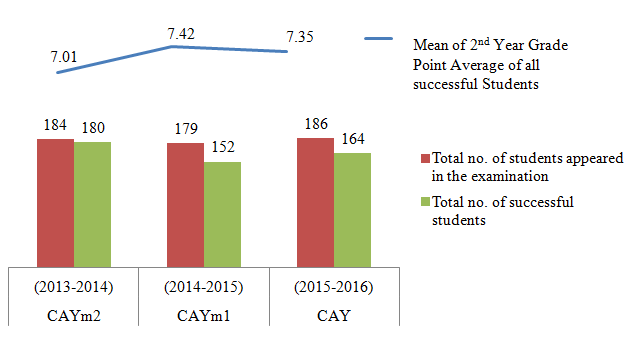 7.01
7.42
7.35
Mean of 2nd Year Grade
Point Average of all
successful Students
184
180
179
152
186
164
Total no. of students appeared
in the examination
Total no. of successful
students
(2013-2014)
(2014-2015)
(2015-2016)
CAYm2
CAYm1
CAY